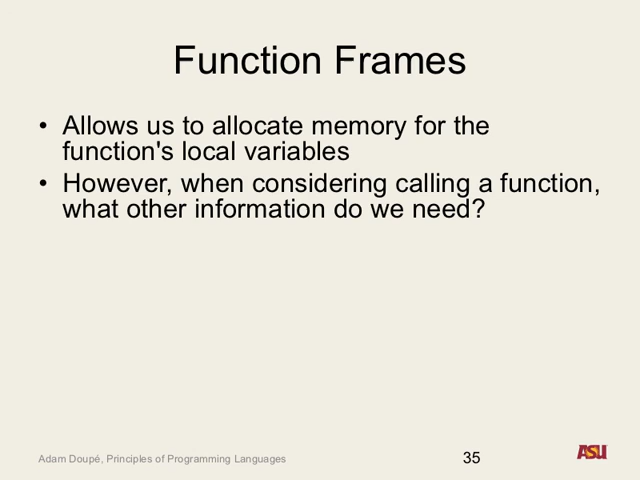 Function Frames
• Allows us to allocate memory for the
function's local variables
• However, when considering calling a function,
what other information do we need?
Adam Doupé, Principles of Programming Languages
35
ASU